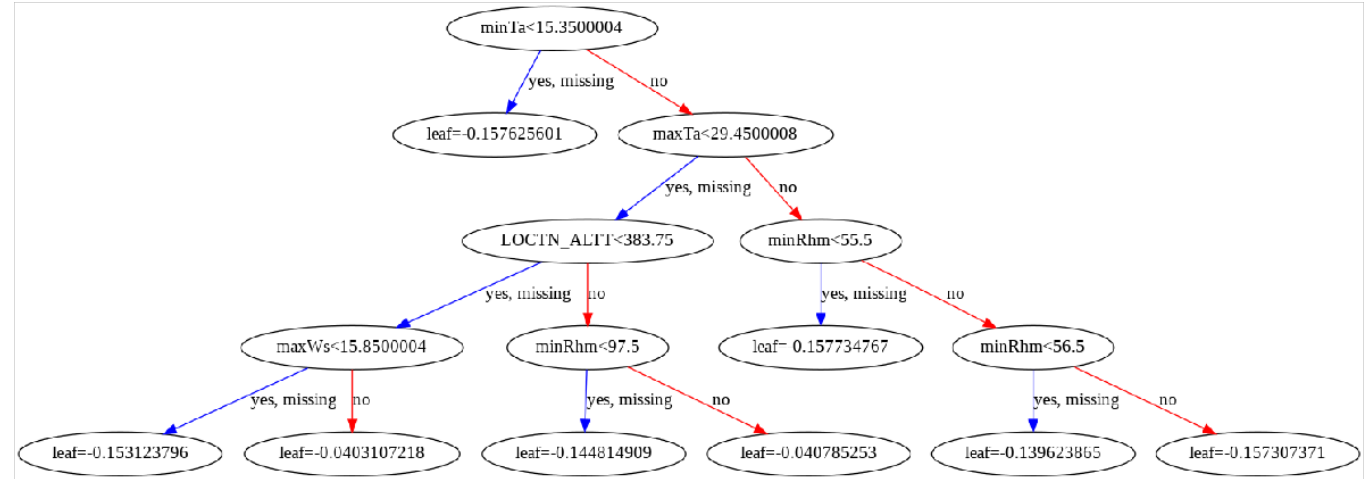 minTa<15.3500004
yes, missing
no
leaf=-0.157625601
maxTa<29.4500008
yes, missing
no
LOCTN_ALTT<383.75
minRhm<55.5
yes, missing
no
yes, missing
no
maxWs<15.8500004
minRhm<97.5
leaf= 0.157734767
minRhm<56.5
yes, missing
no
yes, missing
no
yes, missing
no
leaf=-0.153123796
leaf=-0.0403107218
leaf=-0.144814909
leaf=-0.040785253
leaf=-0.139623865
leaf=-0.157307371